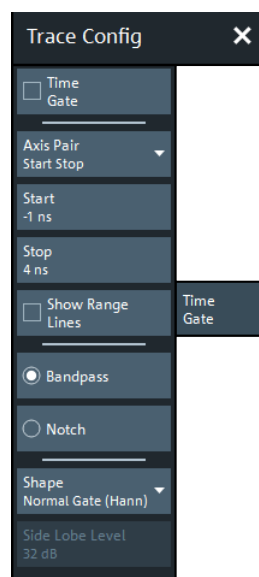 Trace Config
Time
Gate
Axis Pair
Start Stop
Start
-1 ns
Stop
4 ns
Show Range
Lines
Time
Gate
Bandpass
Notch
Shape
Normal Gate (Hann)
Side Lobe Level
32 dB